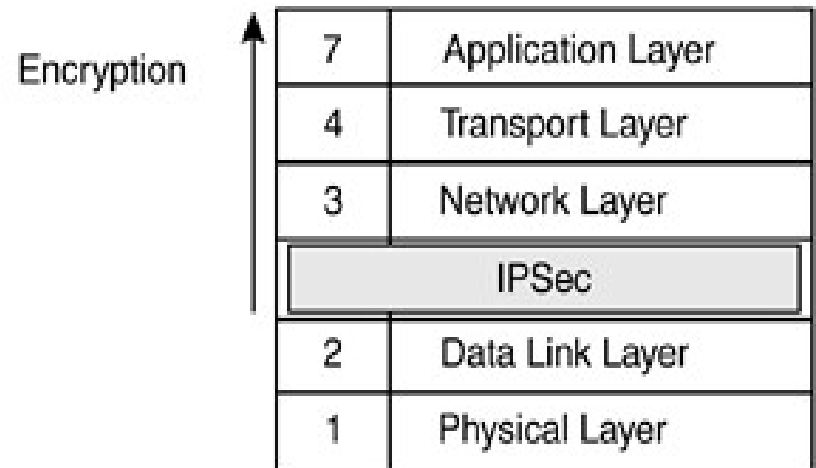 Encryption
7 Application Layer
4 Transport Layer
3 Network Layer
IPSec
2 Data Link Layer
1 Physical Layer